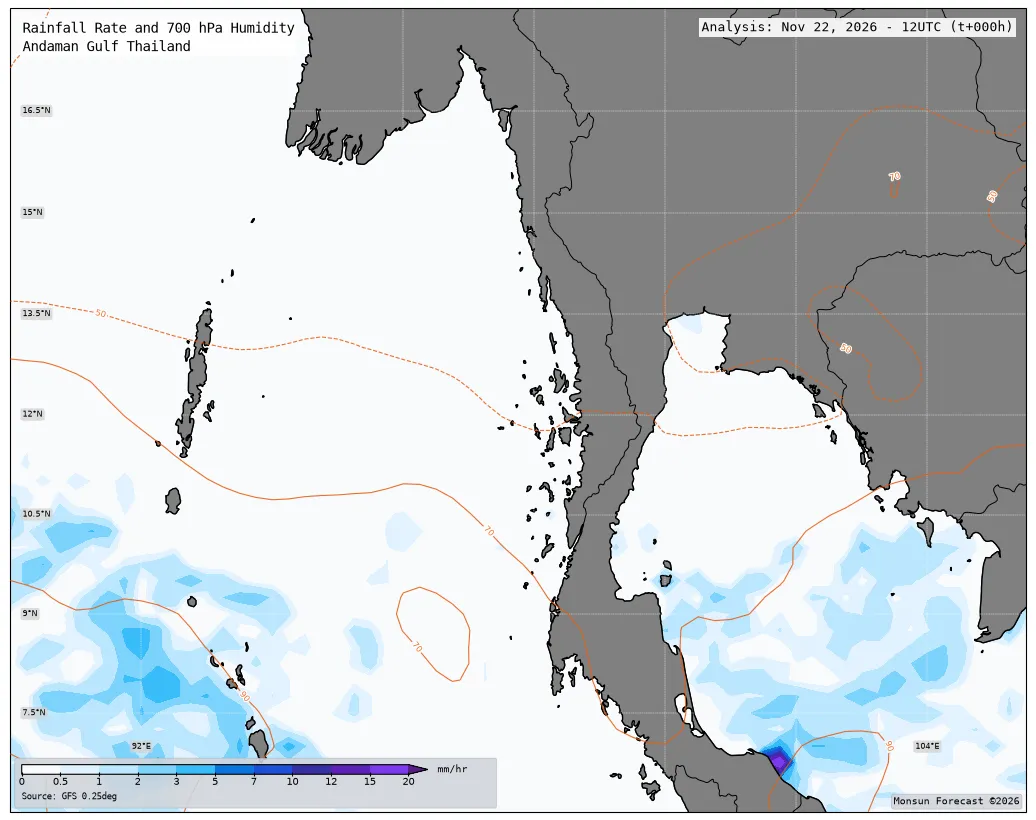 Rainfall Rate and 700 hPa Humidity
Andaman Gulf Thailand
Analysis: Nov 22, 2026 - 12UTC (t+000h)
16.5°N
70
50
15°N
50
13.5°N
50
12°N
10.5°N
70
9°N
70
90
7.5°N
92°E
90
104°E
mm/hr
0 0.5 1 2 3 5 7 10 12 15 20
Source: GFS 0.25deg
Monsun Forecast ©2026